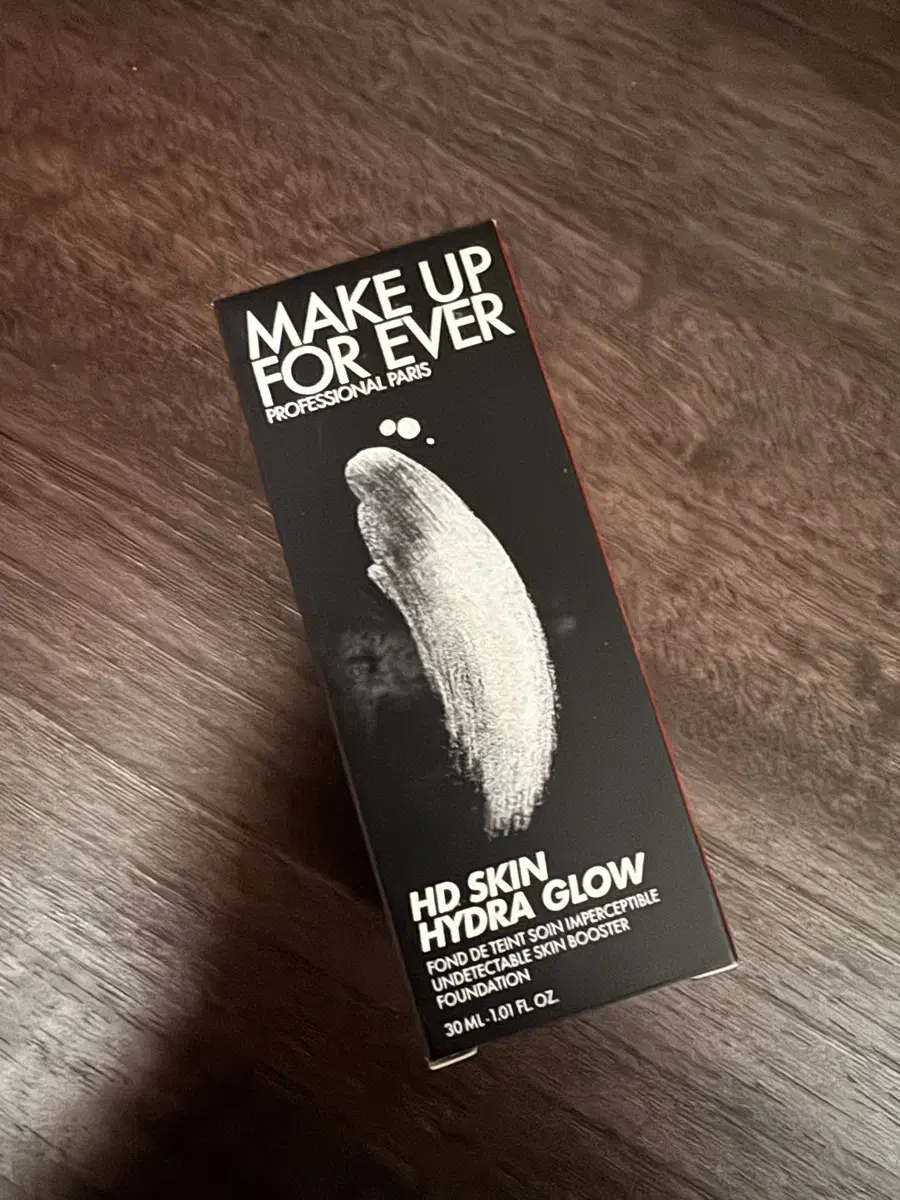 MAKE UP
FOR EVER
PROFESSIONAL PARIS
HD SKIN
HYDRA GLOW
FOND DE TEINT SOIN IMPERCEPTIBLE
UNDETECTABLE SKIN BOOSTER
FOUNDATION
30 ML - 1.01 FL. OZ.